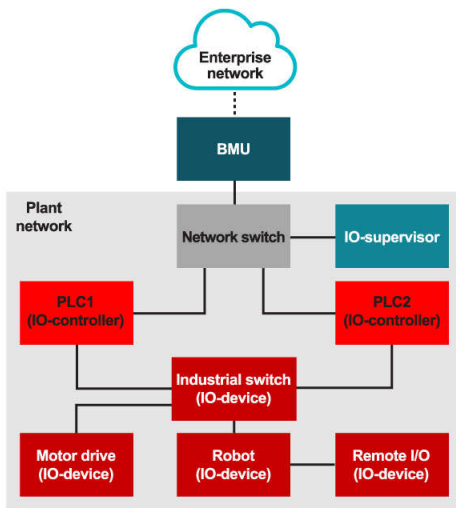 Enterprise
network
BMU
Plant
network
Network switch
IO-supervisor
PLC1
(IO-controller)
PLC2
(IO-controller)
Industrial switch
(IO-device)
Motor drive
(IO-device)
Robot
(IO-device)
Remote I/O
(IO-device)